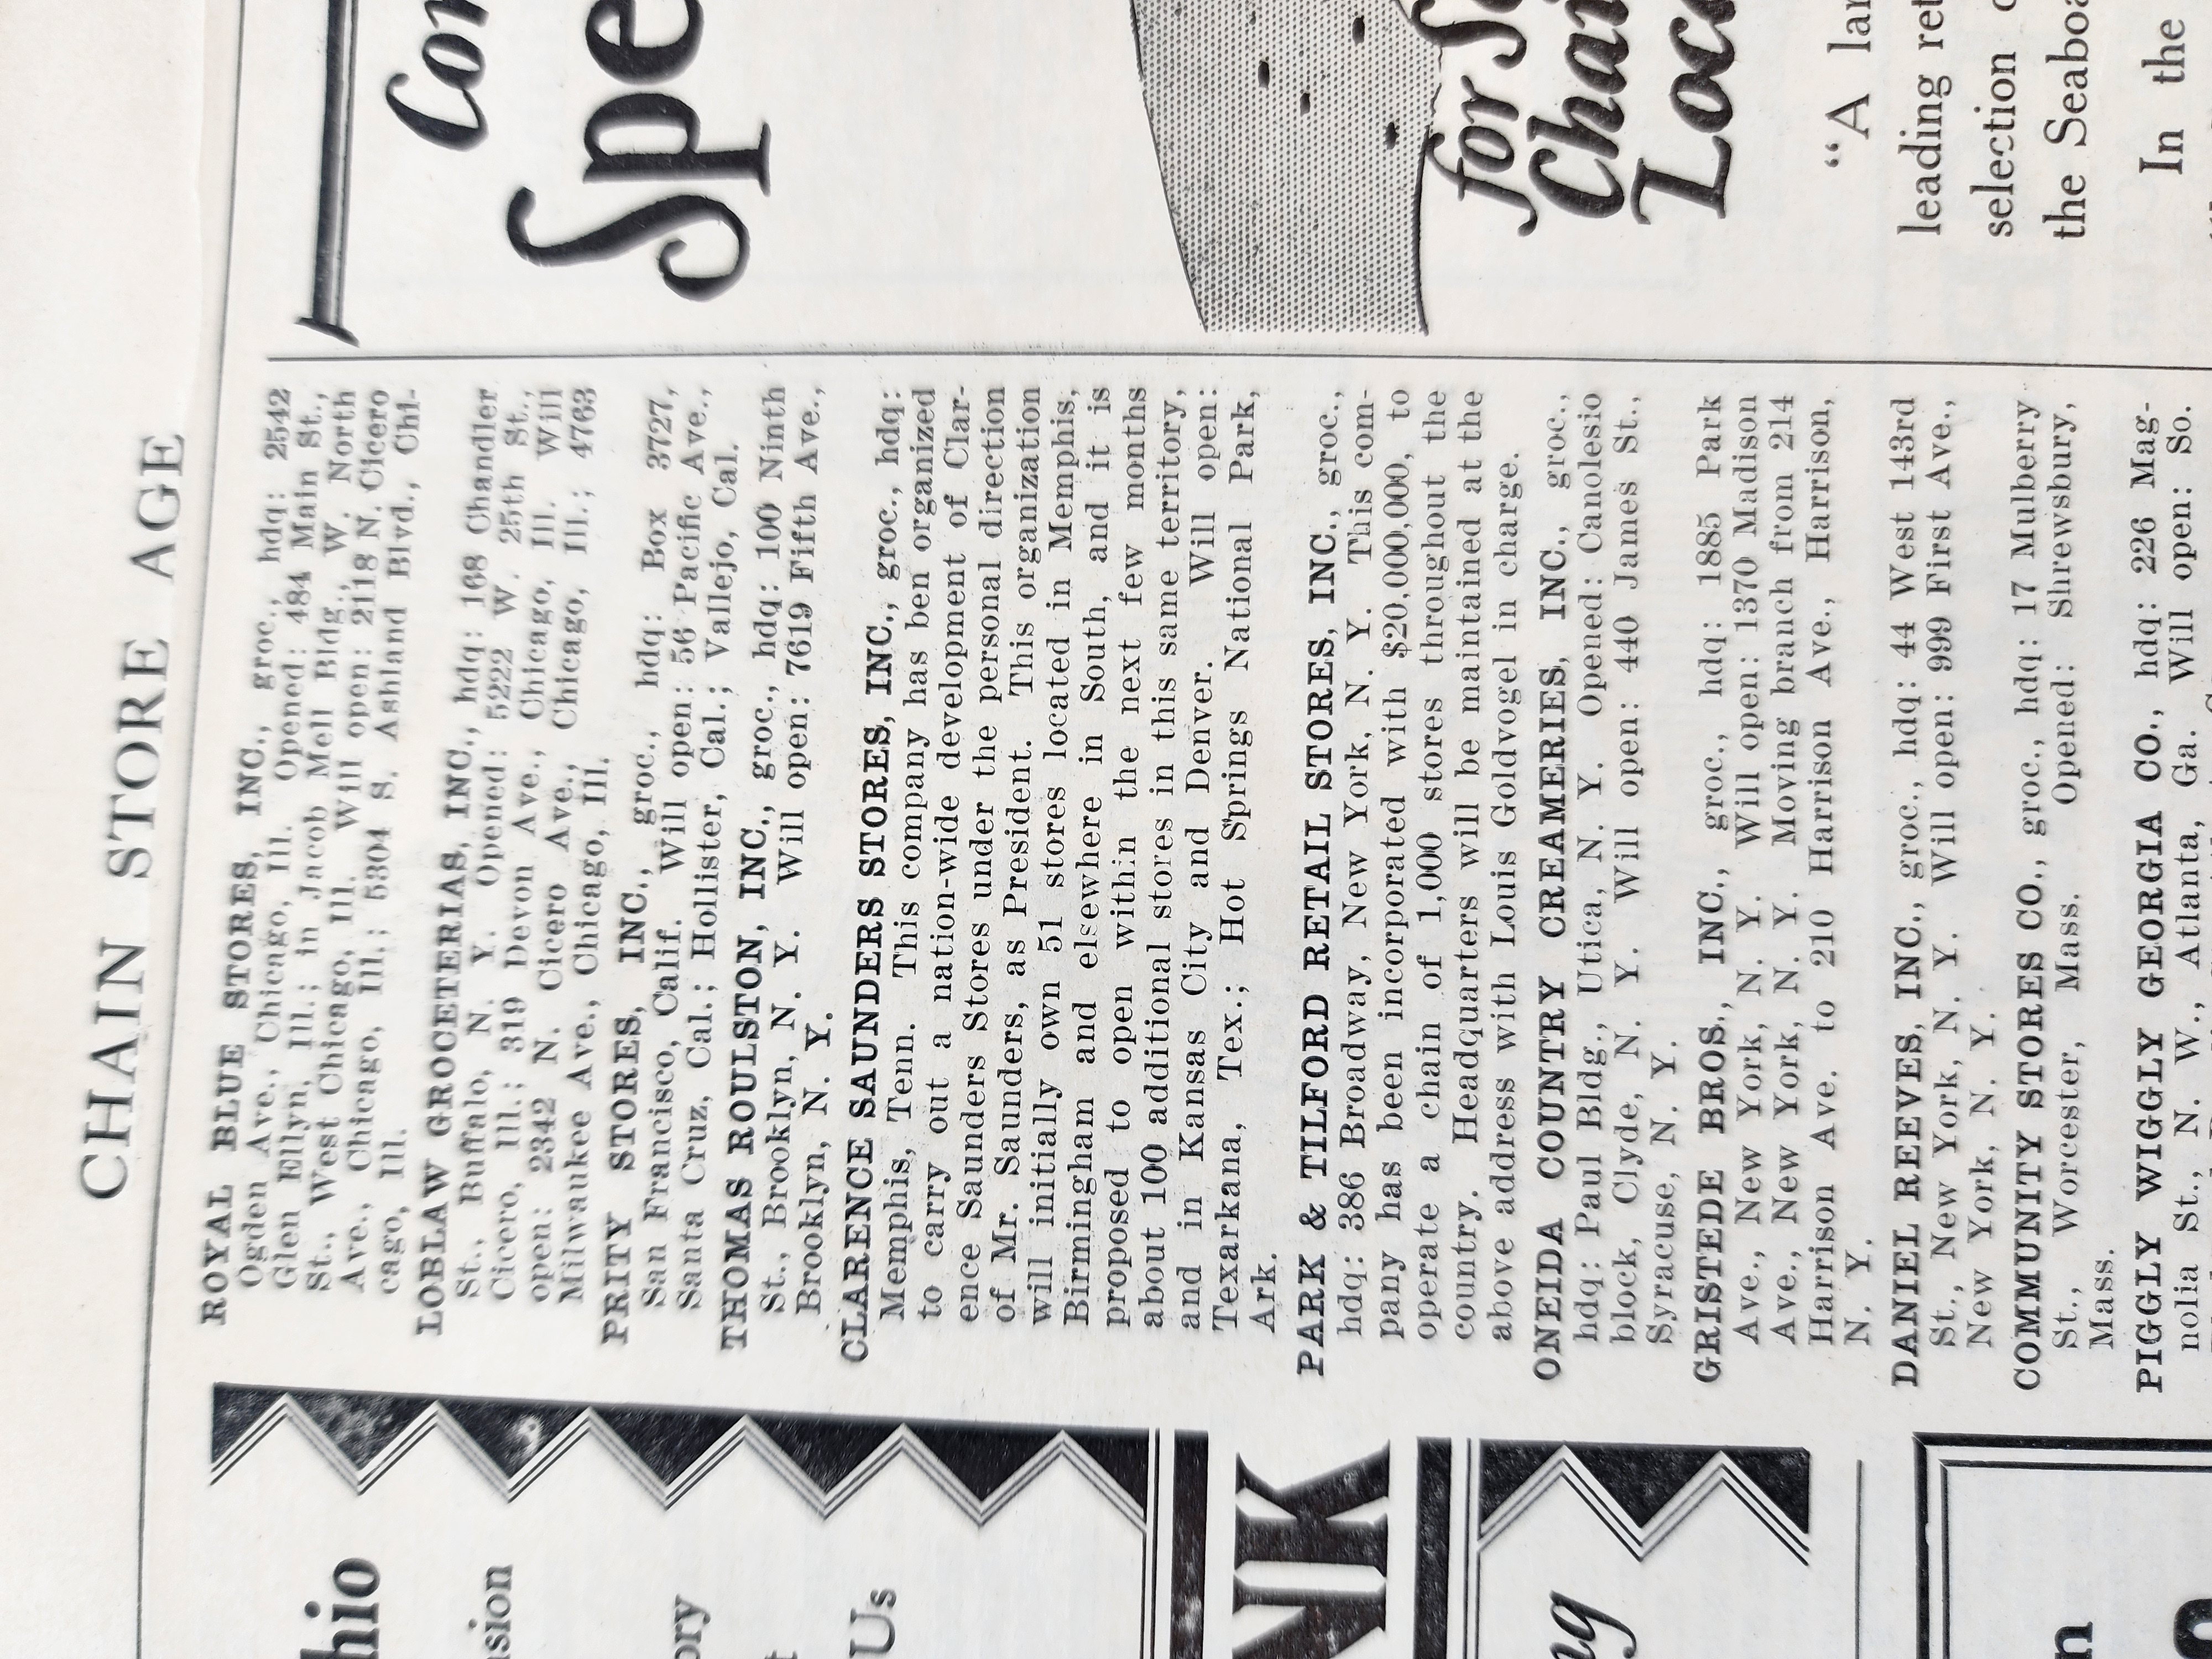 CHAIN STORE AGE
ROYAL BLUE STORES, INC., groc., hdq: 2542
Ogden Ave., Chicago, Ill. Opened: 484 Main St.,
Glen Ellyn, Ill.; in Jacob Mell Bldg., W. North
St., West Chicago, Ill. Will open: 2118 N. Cicero
Ave., Chicago, Ill.; 5304 S. Ashland Blvd., Chi-
cago, Ill.
LOBLAW GROCETERIAS, INC., hdq: 168 Chandler
St., Buffalo, N. Y. Opened: 5222 W. 25th St.,
Cicero, Ill.; 319 Devon Ave., Chicago, Ill. Will
open: 2342 N. Cicero Ave., Chicago, Ill.; 4763
Milwaukee Ave., Chicago, Ill.
PRITY STORES, INC., groc., hdq: Box 3727,
San Francisco, Calif. Will open: 56 Pacific Ave.,
Santa Cruz, Cal.; Hollister, Cal.; Vallejo, Cal.
THOMAS ROULSTON, INC., groc., hdq: 100 Ninth
St., Brooklyn, N. Y. Will open: 7619 Fifth Ave.,
Brooklyn, N. Y.
CLARENCE SAUNDERS STORES, INC., groc., hdq:
Memphis, Tenn. This company has ben organized
to carry out a nation-wide development of Clar-
ence Saunders Stores under the personal direction
of Mr. Saunders, as President. This organization
will initially own 51 stores located in Memphis,
Birmingham and elsewhere in South, and it is
proposed to open within the next few months
about 100 additional stores in this same territory,
and in Kansas City and Denver. Will open:
Texarkana, Tex.; Hot Springs National Park,
Ark.
PARK & TILFORD RETAIL STORES, INC., groc.,
hdq: 386 Broadway, New York, N. Y. This com-
pany has been incorporated with $20,000,000, to
operate a chain of 1,000 stores throughout the
country. Headquarters will be maintained at the
above address with Louis Goldvogel in charge.
ONEIDA COUNTRY CREAMERIES, INC., groc.,
hdq: Paul Bldg., Utica, N. Y. Opened: Canolesio
block, Clyde, N. Y. Will open: 440 James St.,
Syracuse, N. Y.
GRISTEDE BROS., INC., groc., hdq: 1885 Park
Ave., New York, N. Y. Will open: 1370 Madison
Ave., New York, N. Y. Moving branch from 214
Harrison Ave. to 210 Harrison Ave., Harrison,
N. Y.
DANIEL REEVES, INC., groc., hdq: 44 West 143rd
St., New York, N. Y. Will open: 999 First Ave.,
New York, N. Y.
COMMUNITY STORES CO., groc., hdq: 17 Mulberry
St., Worcester, Mass. Opened: Shrewsbury,
Mass.
PIGGLY WIGGLY GEORGIA CO., hdq: 226 Mag-
nolia St., N. W., Atlanta, Ga. Will open: So.
Con
Spe
for S
Chai
Loca
"A lar
leading ret
selection o
the Seaboa
In the
hio
sion
ory
Us
NK
ng
n